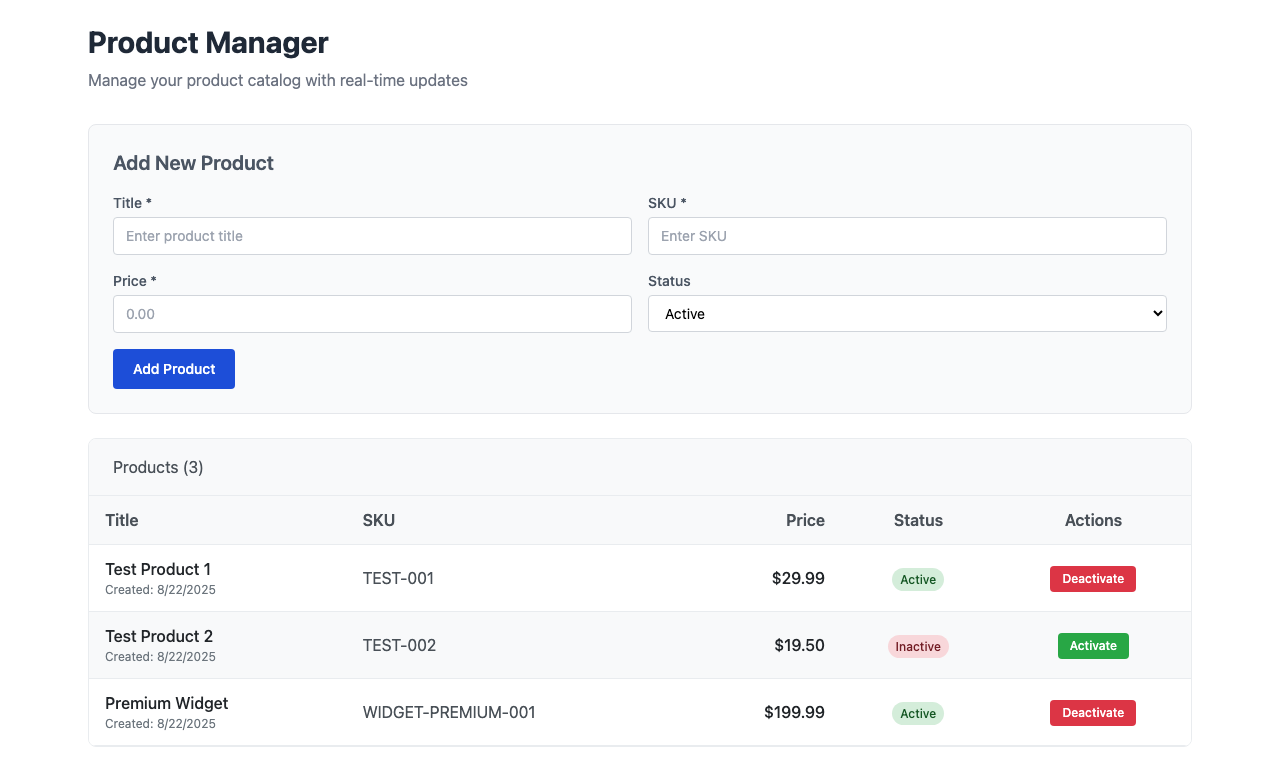 Product Manager
Manage your product catalog with real-time updates
Add New Product
Title * SKU *
Enter product title Enter SKU
Price * Status
0.00 Active
Add Product
Products (3)
Title SKU Price Status Actions
Test Product 1
Created: 8/22/2025 TEST-001 $29.99 Active Deactivate
Test Product 2
Created: 8/22/2025 TEST-002 $19.50 Inactive Activate
Premium Widget
Created: 8/22/2025 WIDGET-PREMIUM-001 $199.99 Active Deactivate